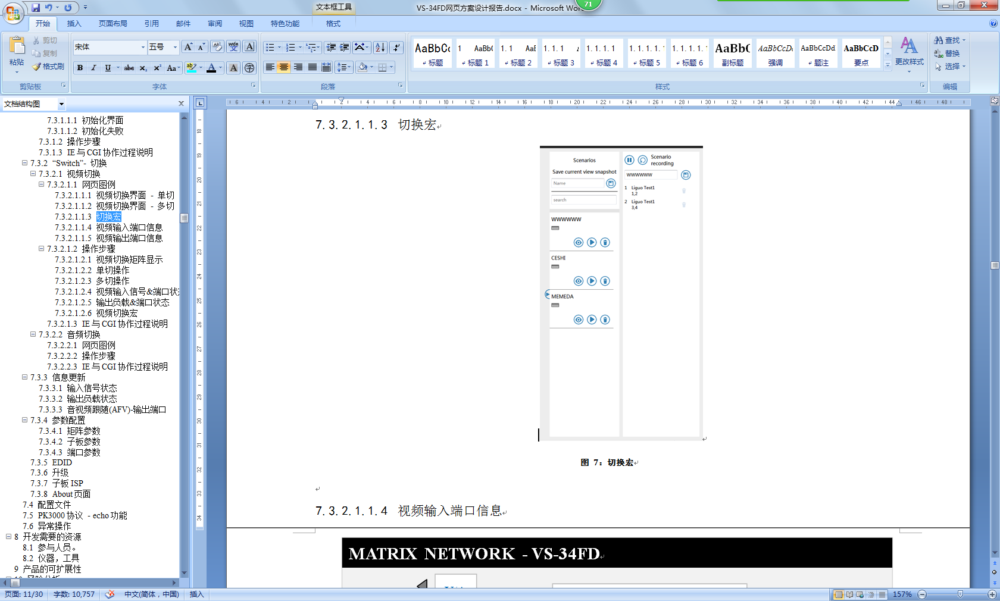 文本框工具
VS-34FD网页方案设计报告.docx - Microsoft Wor
71
开始 插入 页面布局 引用 邮件 审阅 视图 特色功能 格式
粘贴
剪切
复制
格式刷
剪贴板
宋体 五号
字体
段落
AaBbC 标题
1 AaBb( 标题 1
1.1 Aa 标题 2
1.1.1 标题 3
1.1.1.1 标题 4
1.1.1.1. 标题 5
1.1.1.1. 标题 6
AaBb( 副标题
AaBbCcD 强调
AaBbCcDd 题注
AaBbCcD 要点
更改样式
样式
查找
替换
选择
编辑
文档结构图
7.3.1.1.1 初始化界面
7.3.1.1.2 初始化失败
7.3.1.2 操作步骤
7.3.1.3 IE与CGI协作过程说明
7.3.2 “Switch”- 切换
7.3.2.1 视频切换
7.3.2.1.1 网页图例
7.3.2.1.1.1 视频切换界面 - 单切
7.3.2.1.1.2 视频切换界面 - 多切
7.3.2.1.1.3 切换宏
7.3.2.1.1.4 视频输入端口信息
7.3.2.1.1.5 视频输出端口信息
7.3.2.1.2 操作步骤
7.3.2.1.2.1 视频切换矩阵显示
7.3.2.1.2.2 单切操作
7.3.2.1.2.3 多切操作
7.3.2.1.2.4 视频输入信号&端口状
7.3.2.1.2.5 输出负载&端口状态
7.3.2.1.2.6 视频切换宏
7.3.2.1.3 IE与CGI协作过程说明
7.3.2.2 音频切换
7.3.2.2.1 网页图例
7.3.2.2.2 操作步骤
7.3.2.2.3 IE与CGI协作过程说明
7.3.3 信息更新
7.3.3.1 输入信号状态
7.3.3.2 输出负载状态
7.3.3.3 音视频跟随(AFV)-输出端口
7.3.4 参数配置
7.3.4.1 矩阵参数
7.3.4.2 子板参数
7.3.4.3 端口参数
7.3.5 EDID
7.3.6 升级
7.3.7 子板ISP
7.3.8 About页面
7.4 配置文件
7.5 PK3000协议 - echo功能
7.6 异常操作
8 开发需要的资源
8.1 参与人员。
8.2 仪器，工具
9 产品的可扩展性
7.3.2.1.1.3 切换宏
Scenarios
Save current view snapshot
Name
search
WWWWWW
CESHI
MEMEDA
Scenario
recording
WWWWWW
1 Liguo Test1
1,2
2 Liguo Test1
3,4
图 7：切换宏
7.3.2.1.1.4 视频输入端口信息
MATRIX NETWORK - VS-34FD
页面: 11/30 字数: 10,757 中文(简体，中国) 插入 157%